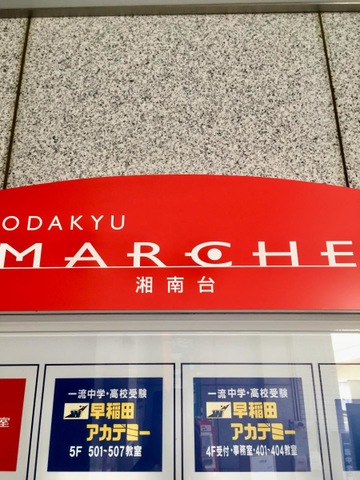 ODAKYU
MARCHE
湘南台
室
一流中学・高校受験
早稲田
アカデミー
5F 501-507教室
一流中学・高校受験
早稲田
アカデミー
4F受付・事務室・401-404教室